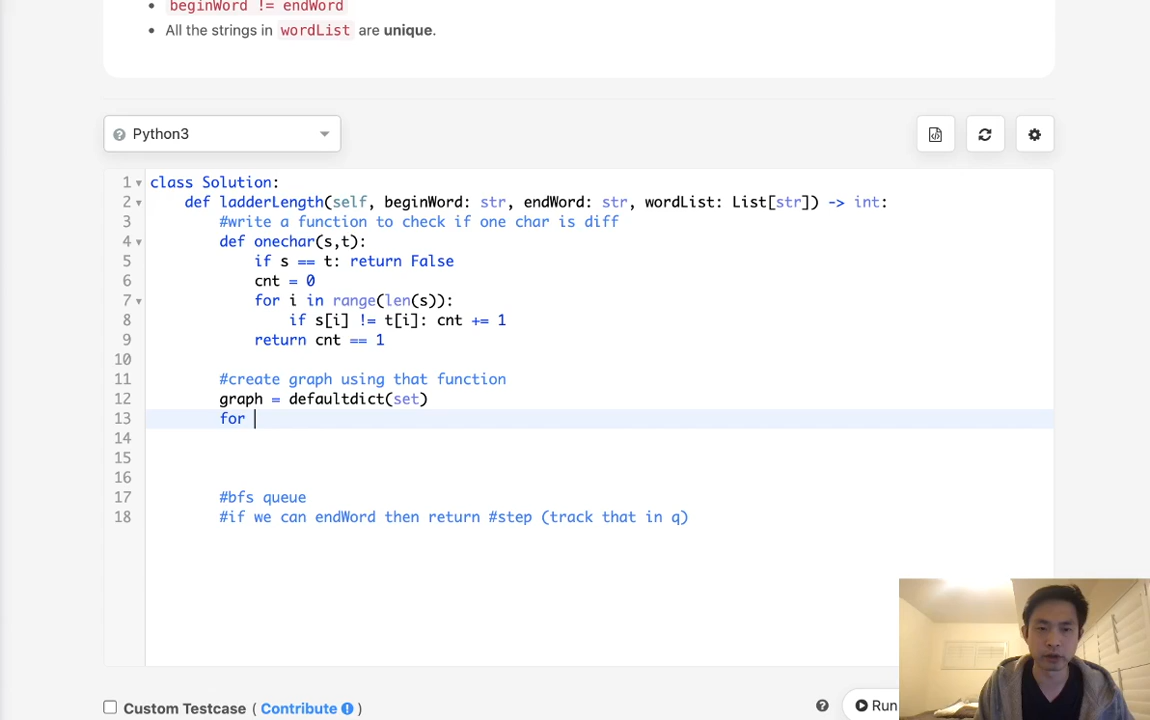 beginWord != endWord
All the strings in wordList are unique.
Python3
1 class Solution:
2 def ladderLength(self, beginWord: str, endWord: str, wordList: List[str]) -> int:
3 #write a function to check if one char is diff
4 def onechar(s,t):
5 if s == t: return False
6 cnt = 0
7 for i in range(len(s)):
8 if s[i] != t[i]: cnt += 1
9 return cnt == 1
10
11 #create graph using that function
12 graph = defaultdict(set)
13 for
14
15
16
17 #bfs queue
18 #if we can endWord then return #step (track that in q)
Custom Testcase ( Contribute )
Run